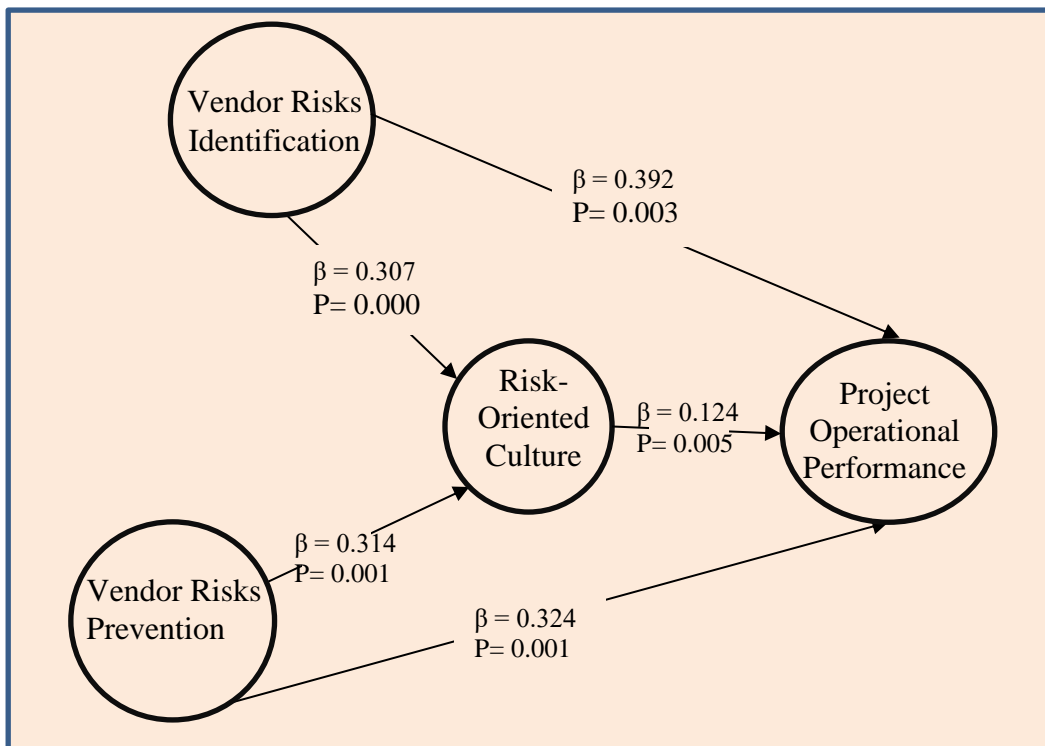 Vendor Risks
Identification
β = 0.392
P= 0.003
β = 0.307
P= 0.000
Risk-
Oriented
Culture
β = 0.124
P= 0.005
Project
Operational
Performance
β = 0.314
P= 0.001
Vendor Risks
Prevention
β = 0.324
P= 0.001